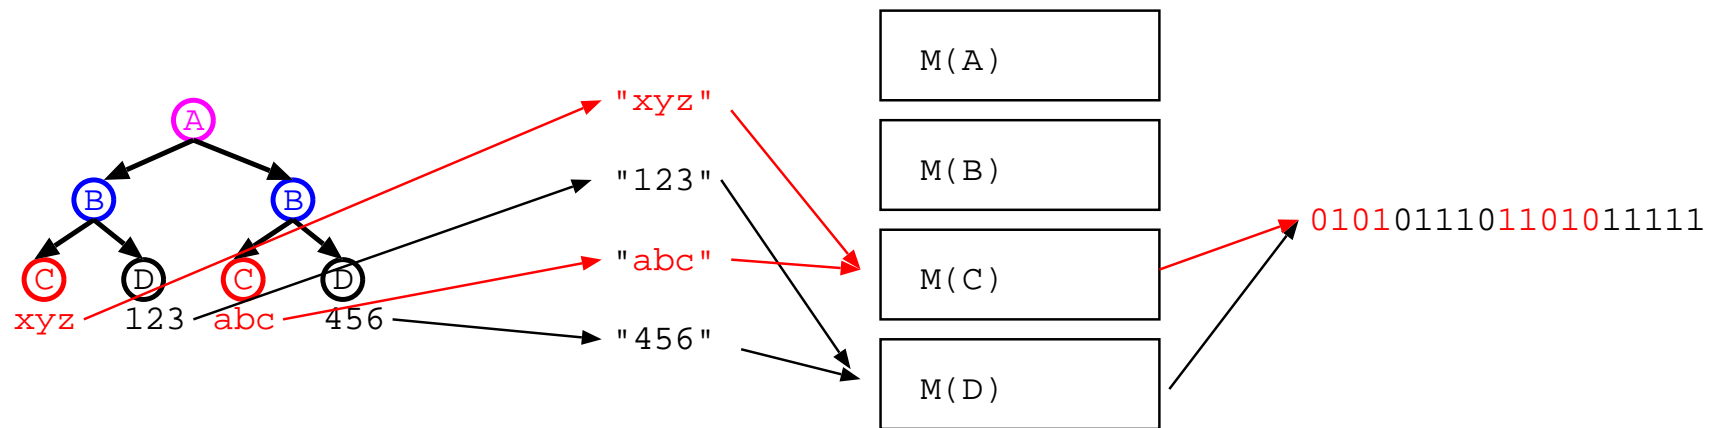 A
B B
C D C D
xyz 123 abc 456
"xyz"
"123"
"abc"
"456"
M(A)
M(B)
M(C)
M(D)
0101011101101011111